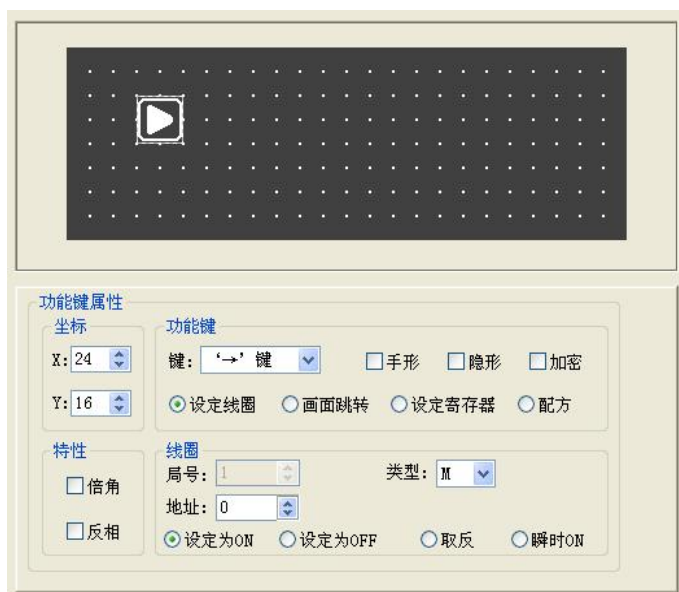 功能键属性
坐标
功能键
X: 24
键: ‘→’键
手形
隐形
加密
Y: 16
设定线圈
画面跳转
设定寄存器
配方
特性
线圈
局号: 1
类型: M
倍角
地址: 0
反相
设定为ON
设定为OFF
取反
瞬时ON